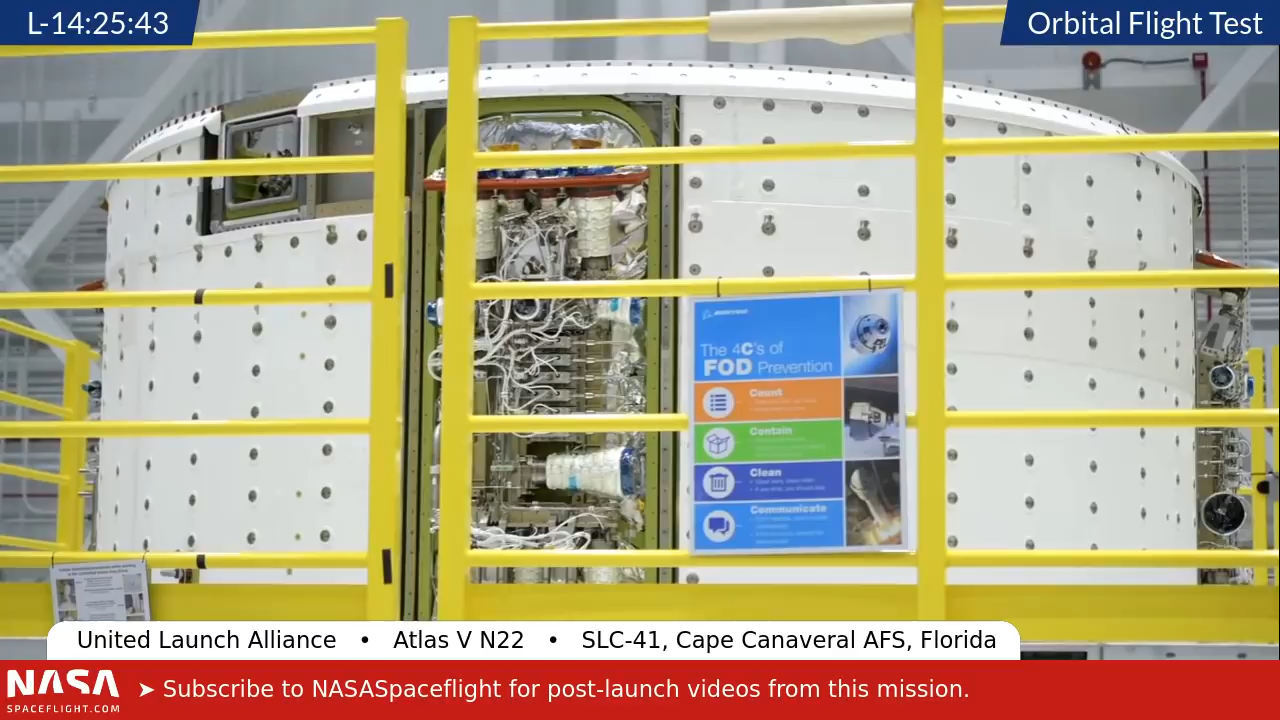 L-14:25:43
Orbital Flight Test
BOEING
The 4C's of
FOD Prevention
Count
Contain
Clean
Communicate
United Launch Alliance • Atlas V N22 • SLC-41, Cape Canaveral AFS, Florida
NASA
SPACEFLIGHT.COM
➤ Subscribe to NASASpaceflight for post-launch videos from this mission.